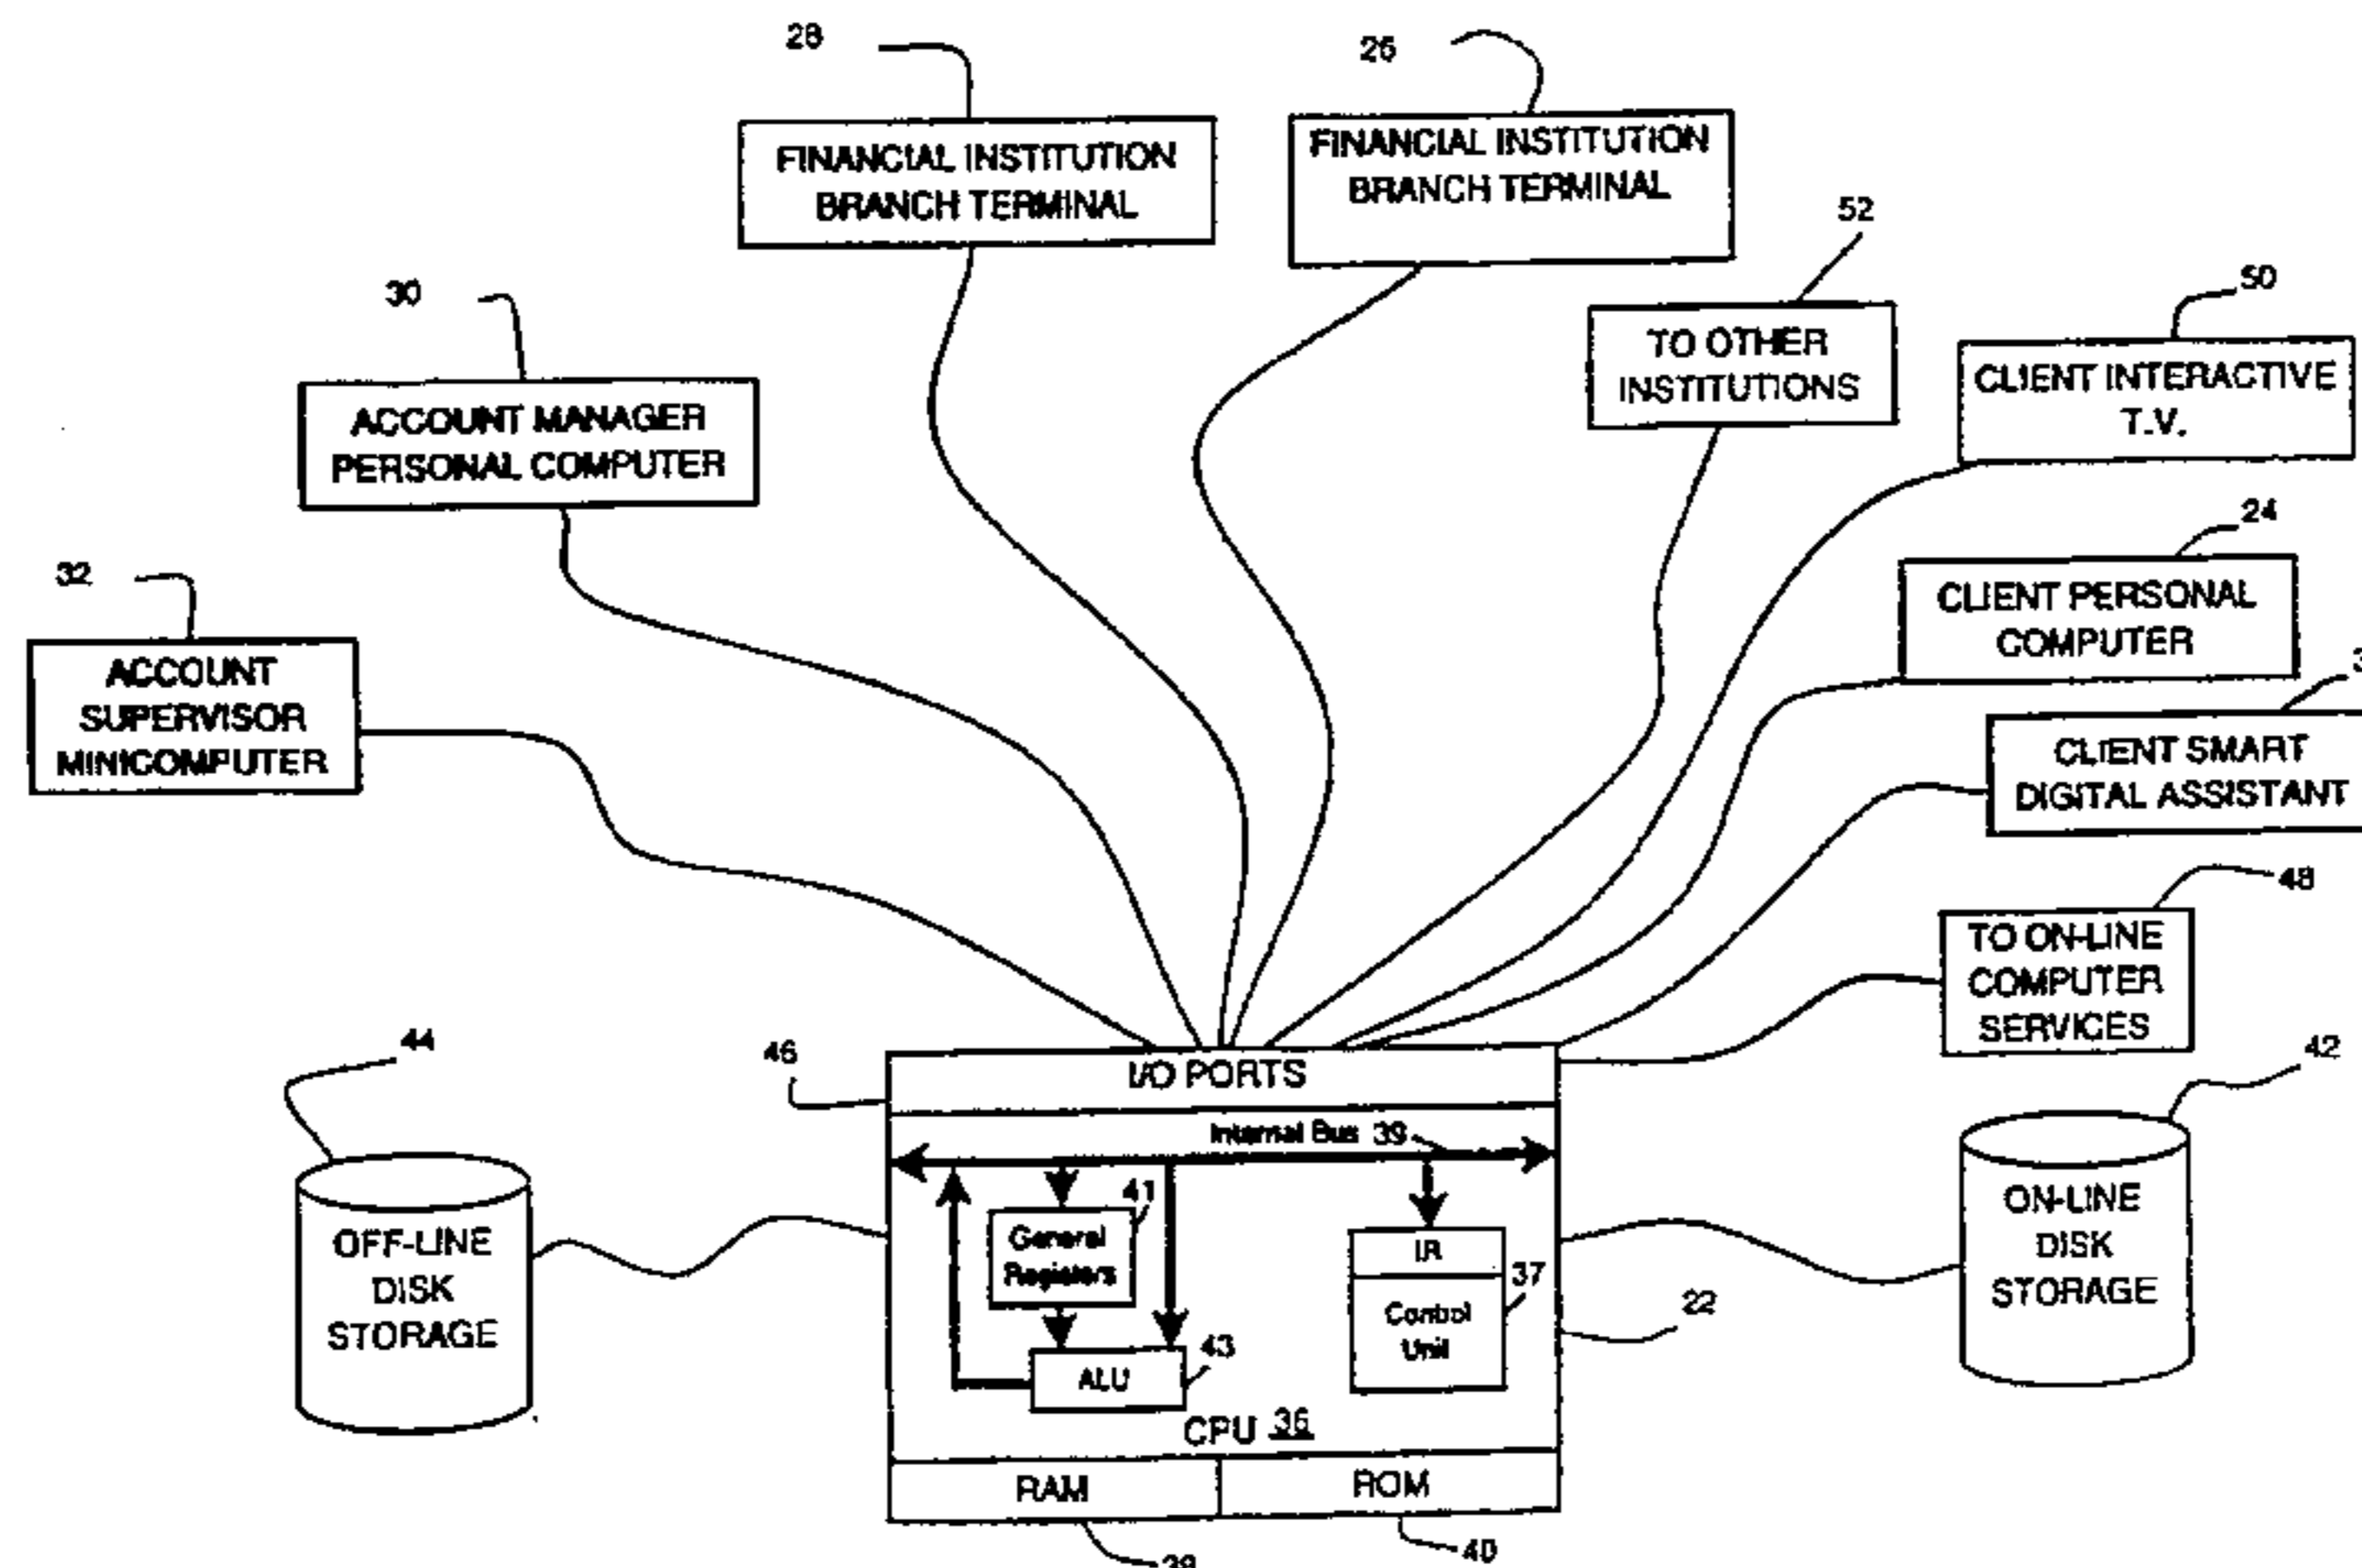 28
26
FINANCIAL INSTITUTION
BRANCH TERMINAL
FINANCIAL INSTITUTION
BRANCH TERMINAL
52
30
50
TO OTHER
INSTITUTIONS
CLIENT INTERACTIVE
T.V.
ACCOUNT MANAGER
PERSONAL COMPUTER
24
32
CLIENT PERSONAL
COMPUTER
ACCOUNT
SUPERVISOR
MINICOMPUTER
CLIENT SMART
DIGITAL ASSISTANT
48
TO ON-LINE
COMPUTER
SERVICES
44
46
I/O PORTS
42
Internal Bus 39
41
General
Registers
IR
37
Control
Unit
22
OFF-LINE
DISK
STORAGE
ON-LINE
DISK
STORAGE
43
ALU
CPU 36
RAM
ROM
38
40